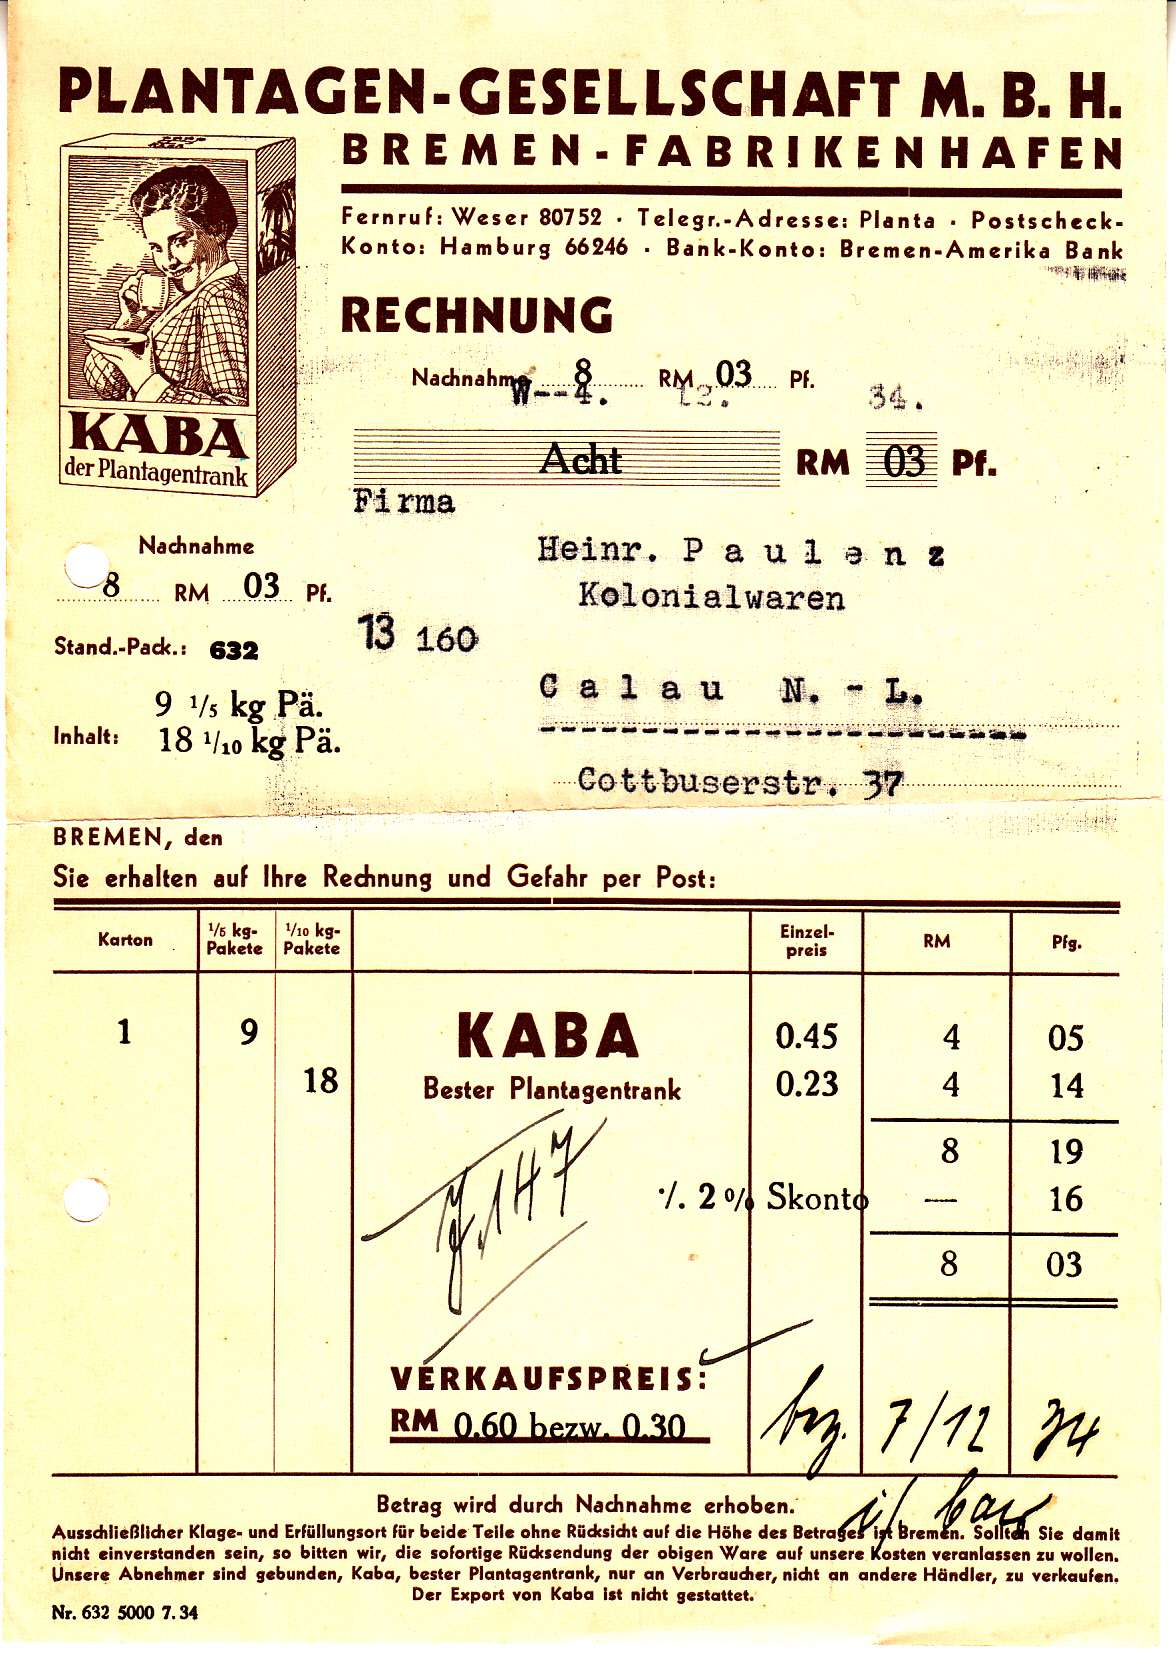 PLANTAGEN-GESELLSCHAFT M. B. H.
BREMEN-FABRIKENHAFEN
Fernruf: Weser 80752 · Telegr.-Adresse: Planta · Postscheck-
Konto: Hamburg 66246 · Bank-Konto: Bremen-Amerika Bank
KABA
der Plantagentrank
RECHNUNG
Nachnahme 8 RM 03 Pf.
W--4. 12. 34.
Acht RM 03 Pf.
Firma
Heinr. Paulenz
Kolonialwaren
13 160
Calau N.-L.
Cottbuserstr. 37
Nachnahme
8 RM 03 Pf.
Stand.-Pack.: 632
9 1/5 kg Pä.
Inhalt: 18 1/10 kg Pä.
BREMEN, den
Sie erhalten auf Ihre Rechnung und Gefahr per Post:
Karton 1/5 kg-Pakete 1/10 kg-Pakete Einzel-preis RM Pfg.
1 9 KABA 0.45 4 05
18 Bester Plantagentrank 0.23 4 14
8 19
J. 147
·/. 2% Skonto — 16
8 03
VERKAUFSPREIS:
RM 0.60 bezw. 0.30
bez. 7/12 34
Betrag wird durch Nachnahme erhoben.
Ausschließlicher Klage- und Erfüllungsort für beide Teile ohne Rücksicht auf die Höhe des Betrages ist Bremen. Sollten Sie damit
nicht einverstanden sein, so bitten wir, die sofortige Rücksendung der obigen Ware auf unsere Kosten veranlassen zu wollen.
Unsere Abnehmer sind gebunden, Kaba, bester Plantagentrank, nur an Verbraucher, nicht an andere Händler, zu verkaufen.
Der Export von Kaba ist nicht gestattet.
Nr. 632 5000 7. 34